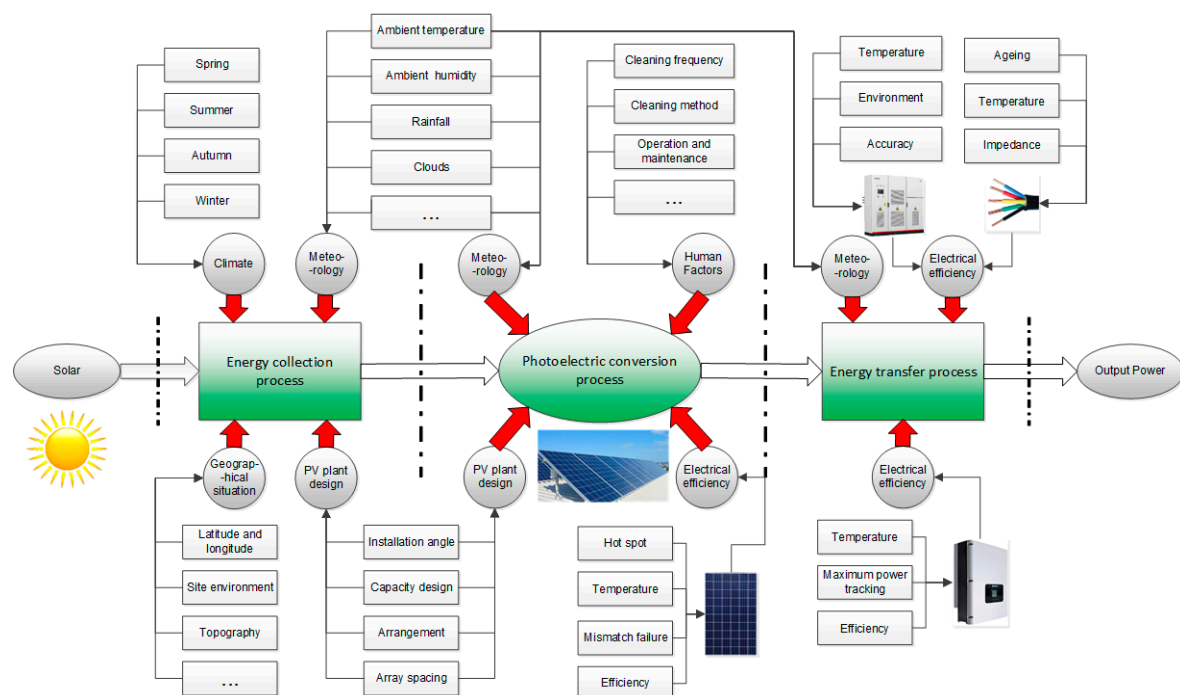 Spring
Summer
Autumn
Winter
Ambient temperature
Ambient humidity
Rainfall
Clouds
...
Cleaning frequency
Cleaning method
Operation and
maintenance
...
Temperature
Environment
Accuracy
Ageing
Temperature
Impedance
Climate
Meteo-
-rology
Meteo-
-rology
Human
Factors
Meteo-
-rology
Electrical
efficiency
Solar
Energy collection
process
Photoelectric conversion
process
Energy transfer process
Output Power
Geograp-
-hical
situation
PV plant
design
PV plant
design
Electrical
efficiency
Electrical
efficiency
Latitude and
longitude
Site environment
Topography
...
Installation angle
Capacity design
Arrangement
Array spacing
Hot spot
Temperature
Mismatch failure
Efficiency
Temperature
Maximum power
tracking
Efficiency